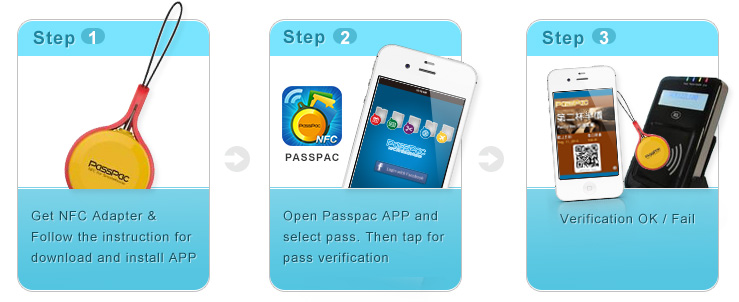 Step 1
PASSPAC
Get NFC Adapter &
Follow the instruction for
download and install APP
Step 2
PASSPAC
NFC
PASSPAC
PASSPAC
Login with Facebook
Open Passpac APP and
select pass. Then tap for
pass verification
Step 3
PASSPAC
Verification OK / Fail